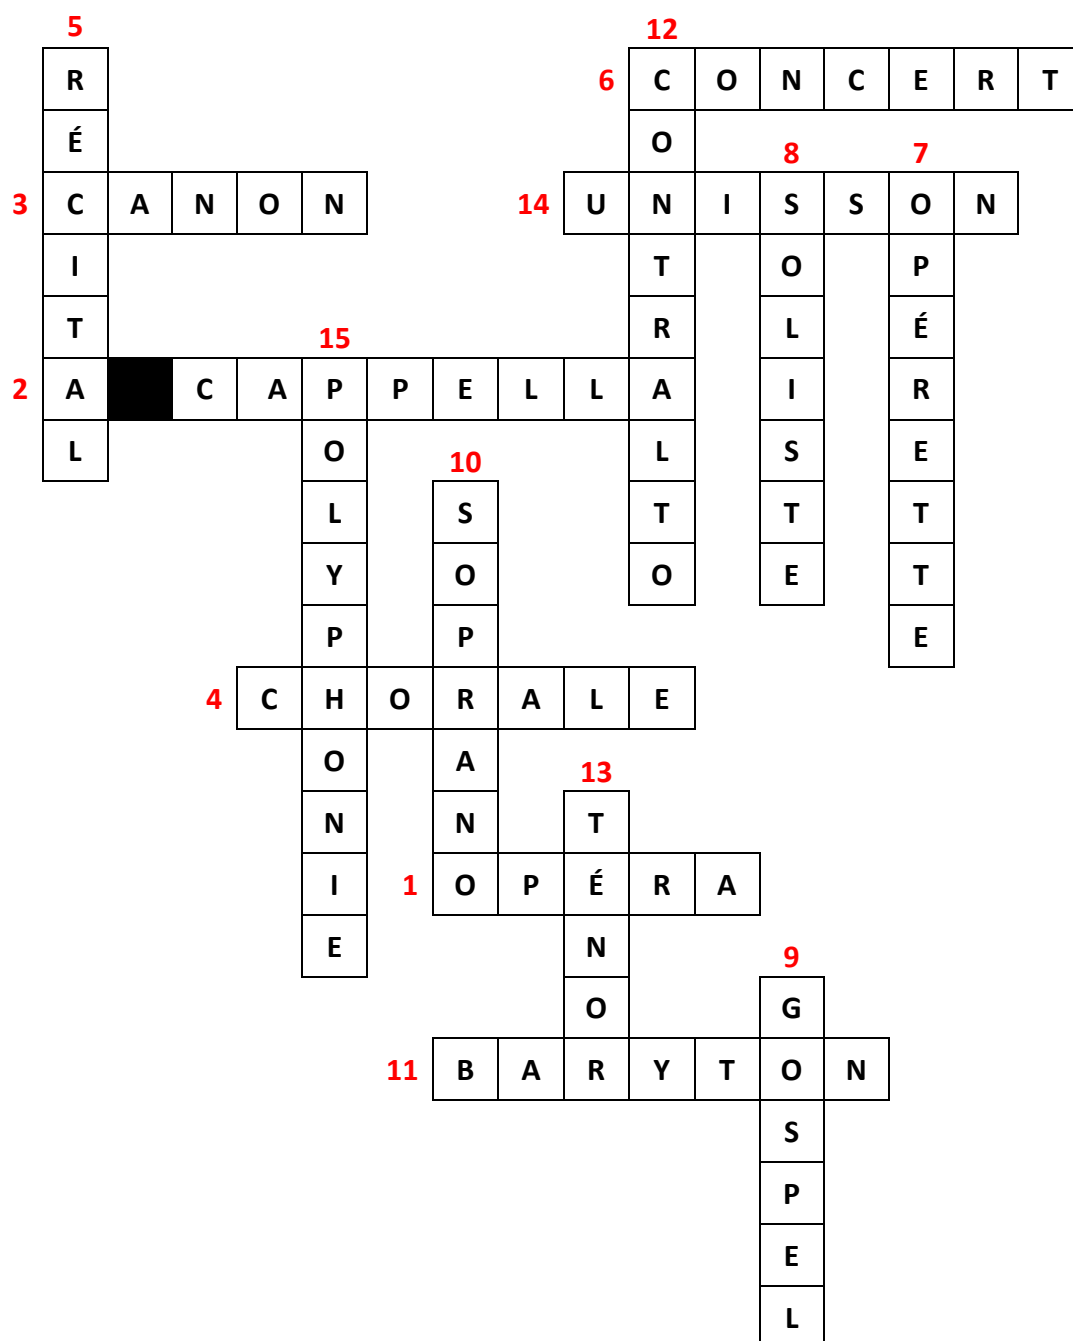 5 12
R 6 C O N C E R T
É O 8 7
3 C A N O N 14 U N I S S O N
I T O P
T 15 R L É
2 A C A P P E L L A I R
L O 10 L S E
L S T T T
Y O O E T
P P E
4 C H O R A L E
O A 13
N N T
I 1 O P É R A
E N 9
O G
11 B A R Y T O N
S
P
E
L